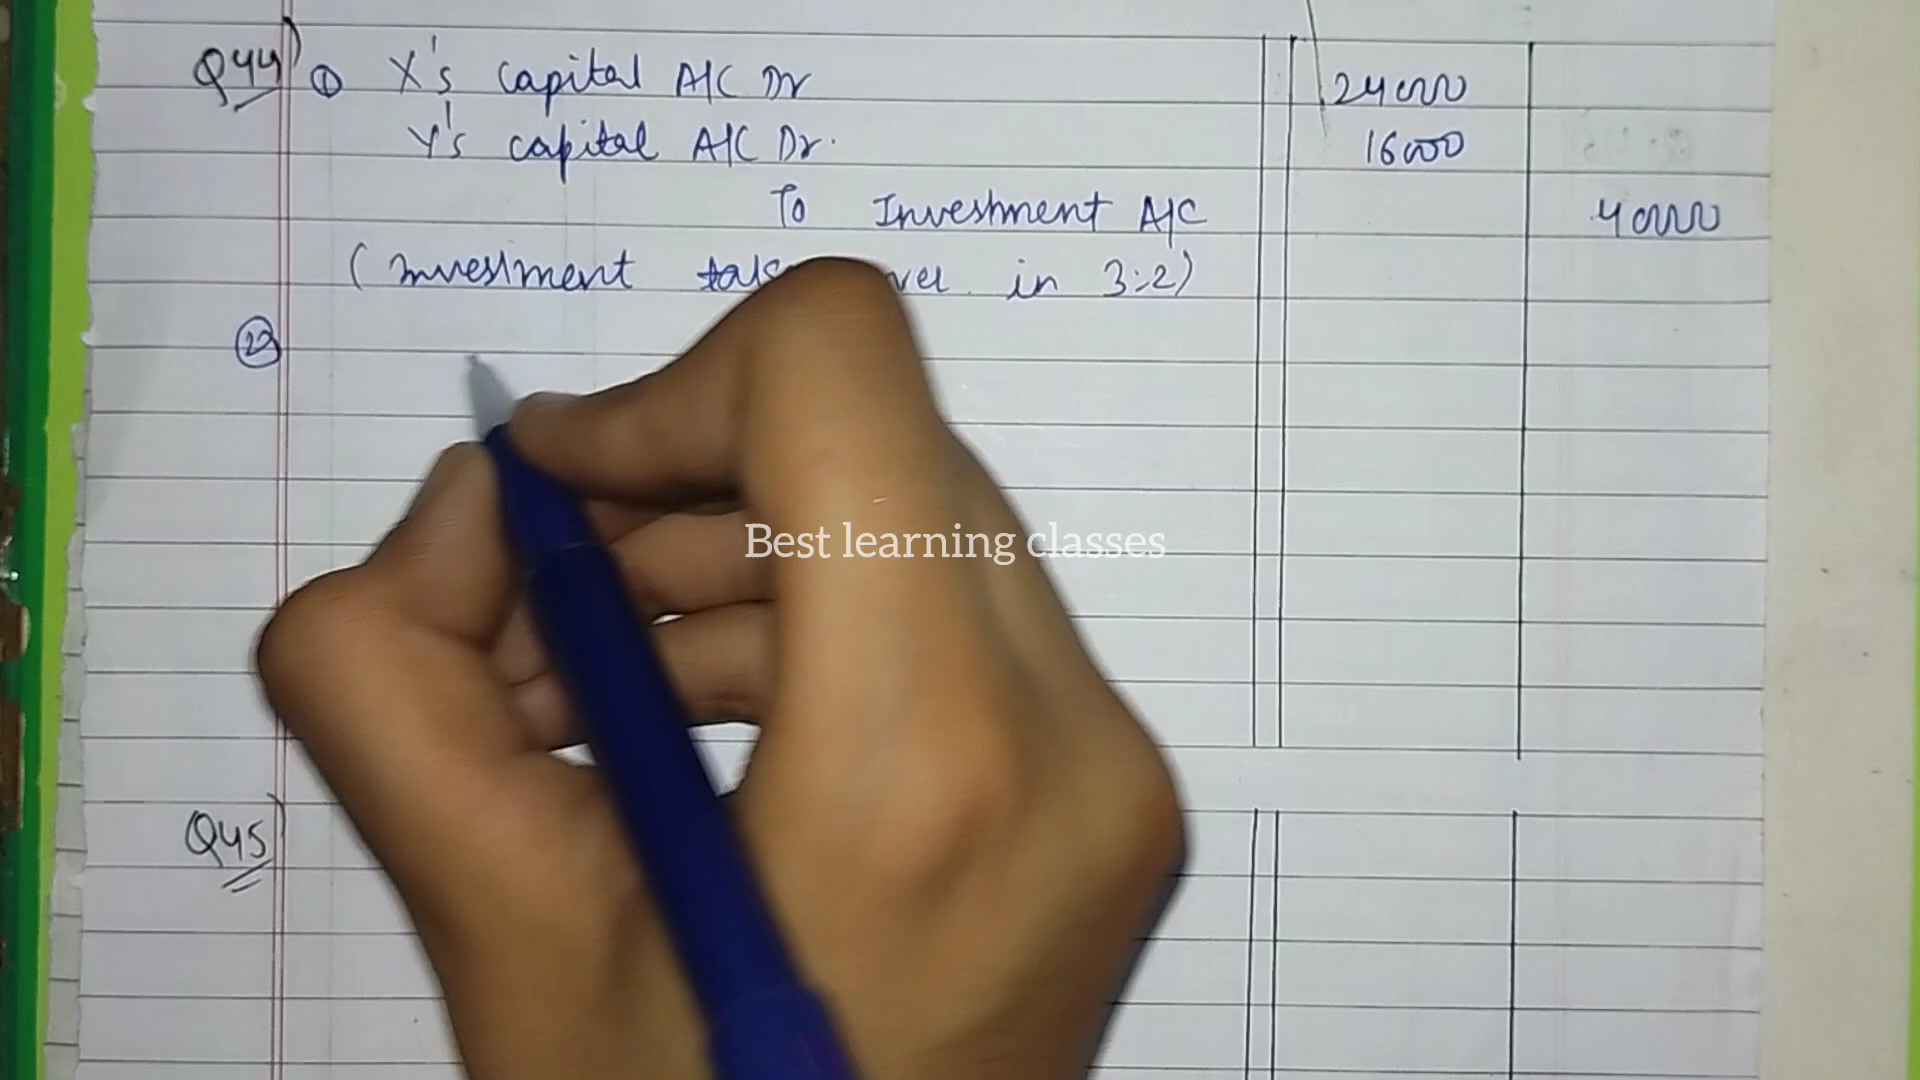 Q44) ① X's capital A/C Dr 24000
Y's capital A/C Dr. 16000
To Investment A/C 40000
(Investment in 3:2)
②
Best learning classes
Q45)